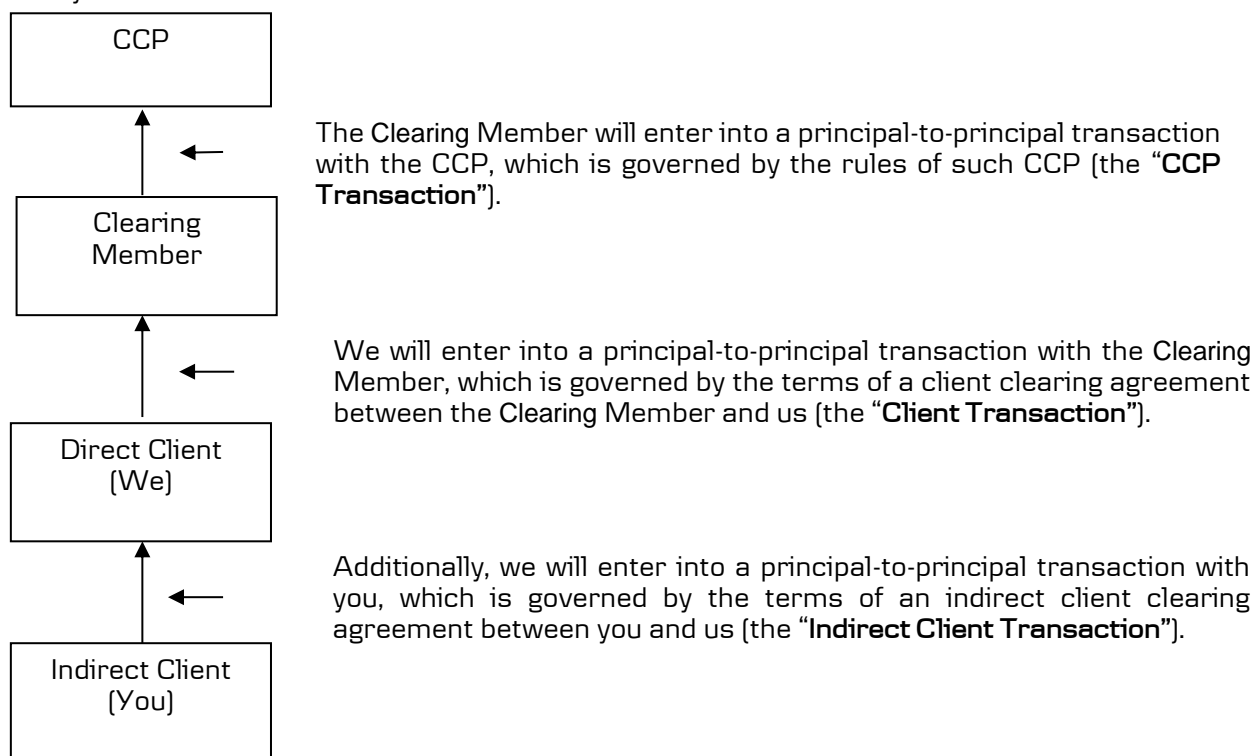 CCP
The Clearing Member will enter into a principal-to-principal transaction
with the CCP, which is governed by the rules of such CCP (the “CCP
Transaction”).
Clearing
Member
We will enter into a principal-to-principal transaction with the Clearing
Member, which is governed by the terms of a client clearing agreement
between the Clearing Member and us (the “Client Transaction”).
Direct Client
(We)
Additionally, we will enter into a principal-to-principal transaction with
you, which is governed by the terms of an indirect client clearing
agreement between you and us (the “Indirect Client Transaction”).
Indirect Client
(You)